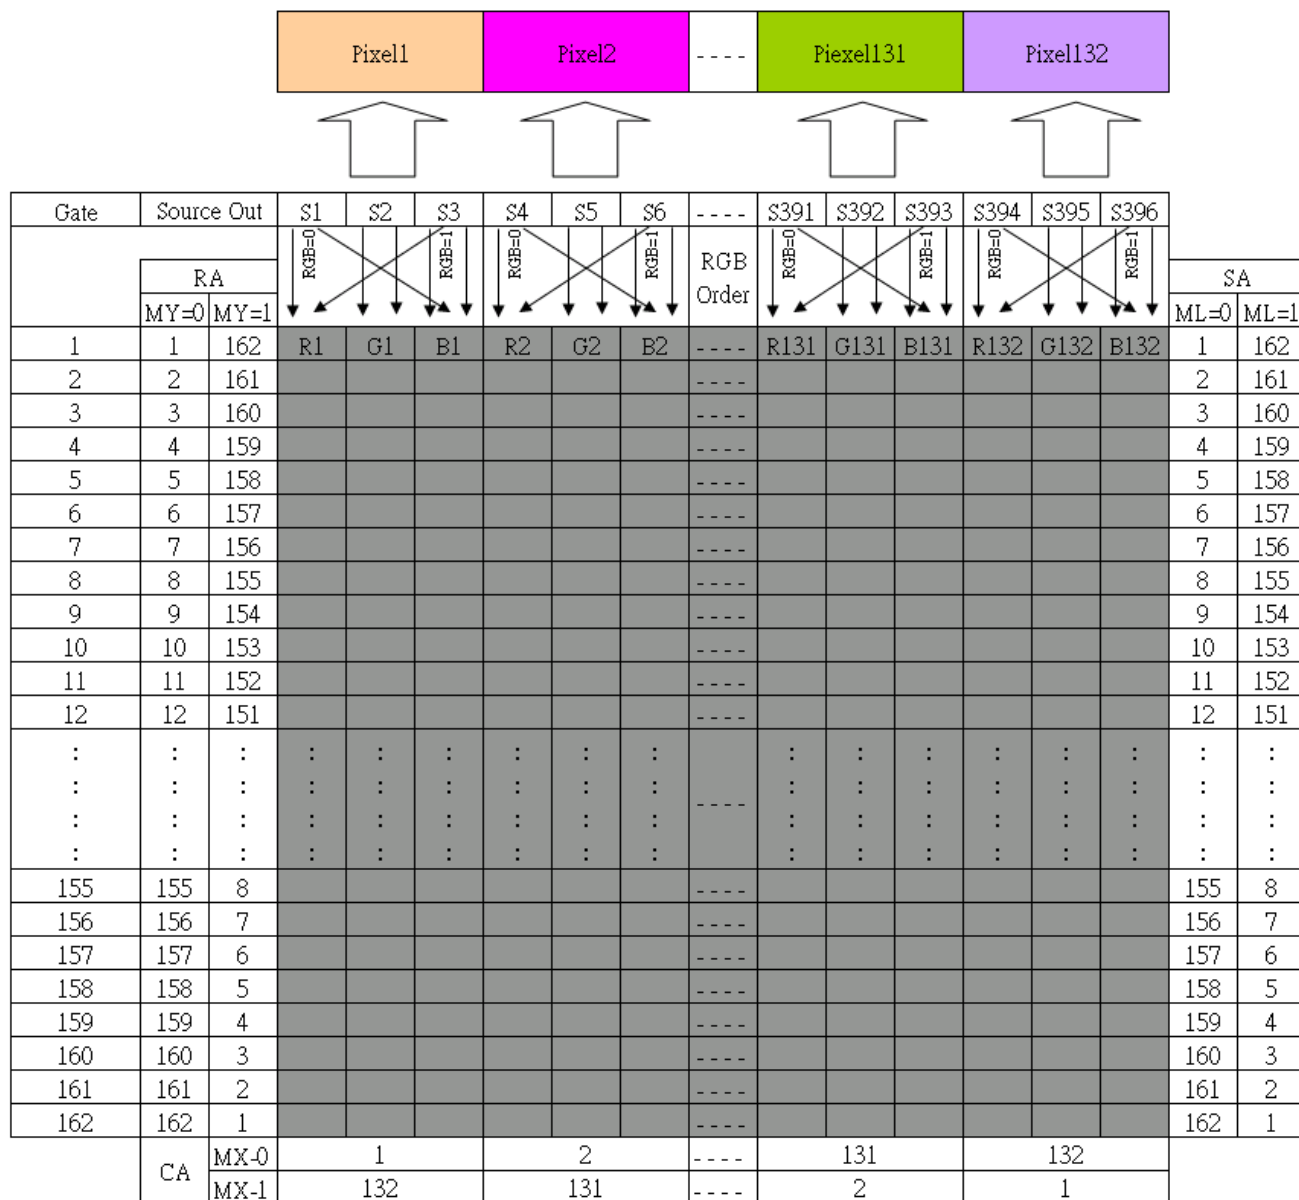 Pixel1 Pixel2 ---- Piexel131 Pixel132
Gate Source Out S1 S2 S3 S4 S5 S6 ---- S391 S392 S393 S394 S395 S396
RGB=0 RGB=1 RGB=0 RGB=1 RGB Order RGB=0 RGB=1 RGB=0 RGB=1
RA SA
MY=0 MY=1 ML=0 ML=1
1 1 162 R1 G1 B1 R2 G2 B2 ---- R131 G131 B131 R132 G132 B132 1 162
2 2 161 ---- 2 161
3 3 160 ---- 3 160
4 4 159 ---- 4 159
5 5 158 ---- 5 158
6 6 157 ---- 6 157
7 7 156 ---- 7 156
8 8 155 ---- 8 155
9 9 154 ---- 9 154
10 10 153 ---- 10 153
11 11 152 ---- 11 152
12 12 151 ---- 12 151
: : : : : : : : : : : : : : : : :
: : : : : : : : : : : : : : : : :
----
: : : : : : : : : : : : : : : : :
: : : : : : : : : : : : : : : : :
155 155 8 ---- 155 8
156 156 7 ---- 156 7
157 157 6 ---- 157 6
158 158 5 ---- 158 5
159 159 4 ---- 159 4
160 160 3 ---- 160 3
161 161 2 ---- 161 2
162 162 1 ---- 162 1
CA MX-0 1 2 ---- 131 132
MX-1 132 131 ---- 2 1